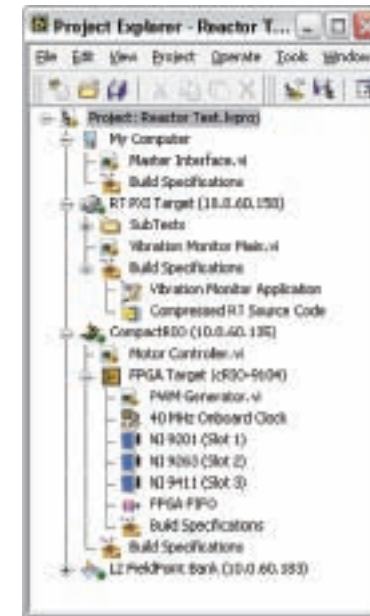 Project Explorer - Reactor T...
File Edit View Project Operate Tools Window
Project: Reactor Test.lvproj
My Computer
Master Interface.vi
Build Specifications
RT PXI Target (10.0.60.150)
SubTests
Vibration Monitor Main.vi
Build Specifications
Vibration Monitor Application
Compressed RT Source Code
CompactRIO (10.0.60.135)
Motor Controller.vi
FPGA Target (cRIO-9104)
PWM Generator.vi
40 MHz Onboard Clock
NI 9201 (Slot 1)
NI 9263 (Slot 2)
NI 9411 (Slot 3)
FPGA FIFO
Build Specifications
Build Specifications
FieldPoint Bank (10.0.60.183)